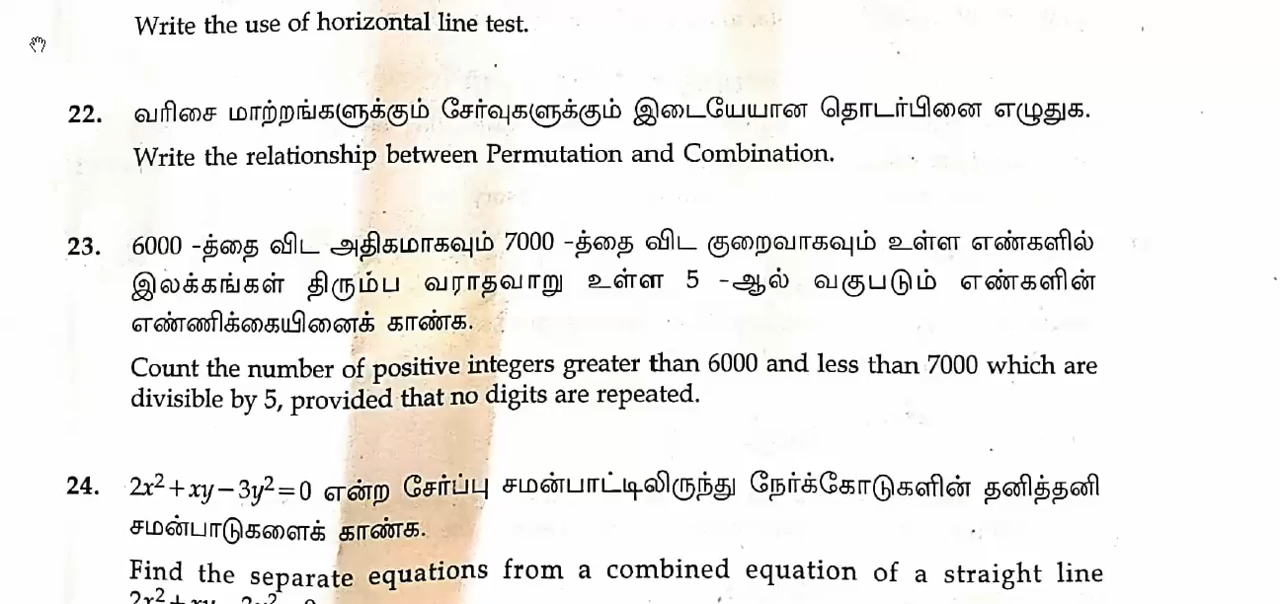 Write the use of horizontal line test.
22. வரிசை மாற்றங்களுக்கும் சேர்வுகளுக்கும் இடையேயான தொடர்பினை எழுதுக.
Write the relationship between Permutation and Combination.
23. 6000 -த்தை விட அதிகமாகவும் 7000 -த்தை விட குறைவாகவும் உள்ள எண்களில்
இலக்கங்கள் திரும்ப வராதவாறு உள்ள 5 -ஆல் வகுபடும் எண்களின்
எண்ணிக்கையினைக் காண்க.
Count the number of positive integers greater than 6000 and less than 7000 which are
divisible by 5, provided that no digits are repeated.
24. 2x²+xy−3y²=0 என்ற சேர்ப்பு சமன்பாட்டிலிருந்து நேர்க்கோடுகளின் தனித்தனி
சமன்பாடுகளைக் காண்க.
Find the separate equations from a combined equation of a straight line